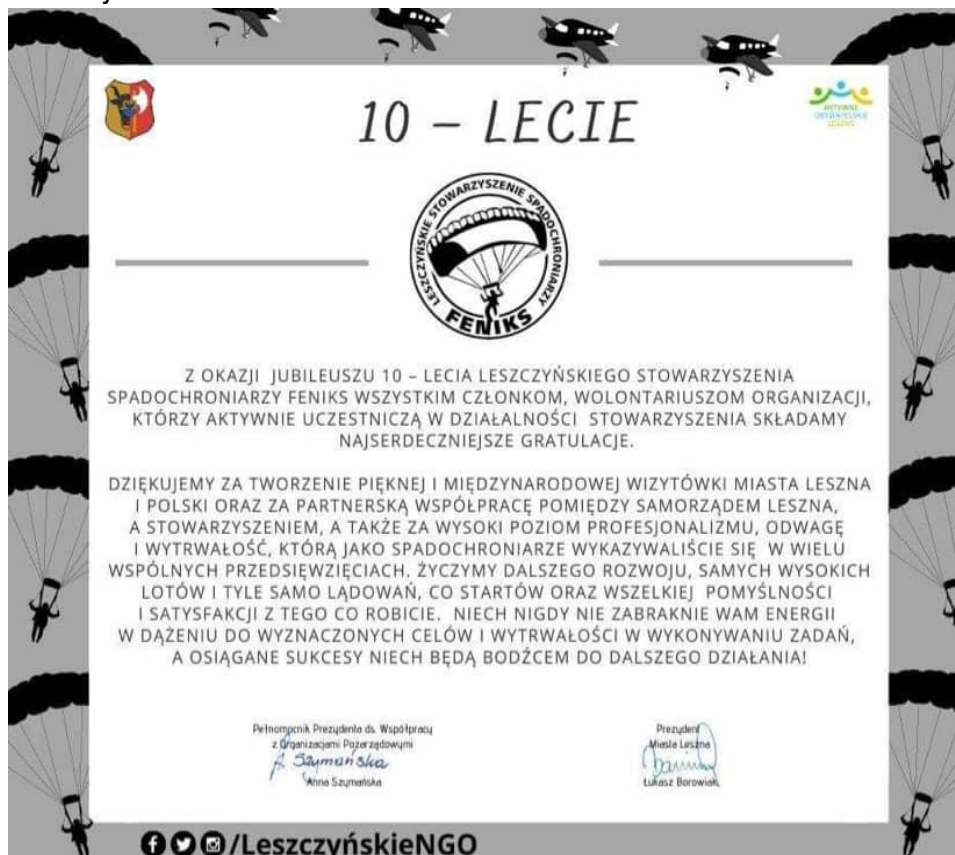 10 – LECIE
AKTYWNE
OBYWATELSKIE
LESZNO
LESZCZYŃSKIE STOWARZYSZENIE SPADOCHRONIARZY
FENIKS
Z OKAZJI JUBILEUSZU 10 – LECIA LESZCZYŃSKIEGO STOWARZYSZENIA
SPADOCHRONIARZY FENIKS WSZYSTKIM CZŁONKOM, WOLONTARIUSZOM ORGANIZACJI,
KTÓRZY AKTYWNIE UCZESTNICZĄ W DZIAŁALNOŚCI STOWARZYSZENIA SKŁADAMY
NAJSERDECZNIEJSZE GRATULACJE.
DZIĘKUJEMY ZA TWORZENIE PIĘKNEJ I MIĘDZYNARODOWEJ WIZYTÓWKI MIASTA LESZNA
I POLSKI ORAZ ZA PARTNERSKĄ WSPÓŁPRACĘ POMIĘDZY SAMORZĄDEM LESZNA,
A STOWARZYSZENIEM, A TAKŻE ZA WYSOKI POZIOM PROFESJONALIZMU, ODWAGĘ
I WYTRWAŁOŚĆ, KTÓRĄ JAKO SPADOCHRONIARZE WYKAZYWALIŚCIE SIĘ W WIELU
WSPÓLNYCH PRZEDSIĘWZIĘCIACH. ŻYCZYMY DALSZEGO ROZWOJU, SAMYCH WYSOKICH
LOTÓW I TYLE SAMO LĄDOWAŃ, CO STARTÓW ORAZ WSZELKIEJ POMYŚLNOŚCI
I SATYSFAKCJI Z TEGO CO ROBICIE. NIECH NIGDY NIE ZABRAKNIE WAM ENERGII
W DĄŻENIU DO WYZNACZONYCH CELÓW I WYTRWAŁOŚCI W WYKONYWANIU ZADAŃ,
A OSIĄGANE SUKCESY NIECH BĘDĄ BODŹCEM DO DALSZEGO DZIAŁANIA!
Pełnomocnik Prezydenta ds. Współpracy
z Organizacjami Pozarządowymi
A. Szymańska
Anna Szymańska
Prezydent
Miasta Leszna
Łukasz Borowiak
/LeszczyńskieNGO